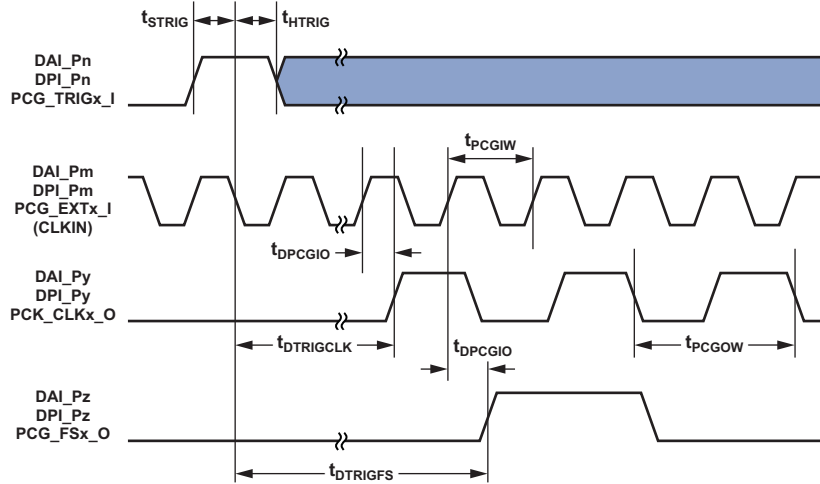 tSTRIG
tHTRIG
DAI_Pn
DPI_Pn
PCG_TRIGx_I
tPCGIW
DAI_Pm
DPI_Pm
PCG_EXTx_I
(CLKIN)
tDPCGIO
DAI_Py
DPI_Py
PCK_CLKx_O
tDTRIGCLK
tDPCGIO
tPCGOW
DAI_Pz
DPI_Pz
PCG_FSx_O
tDTRIGFS